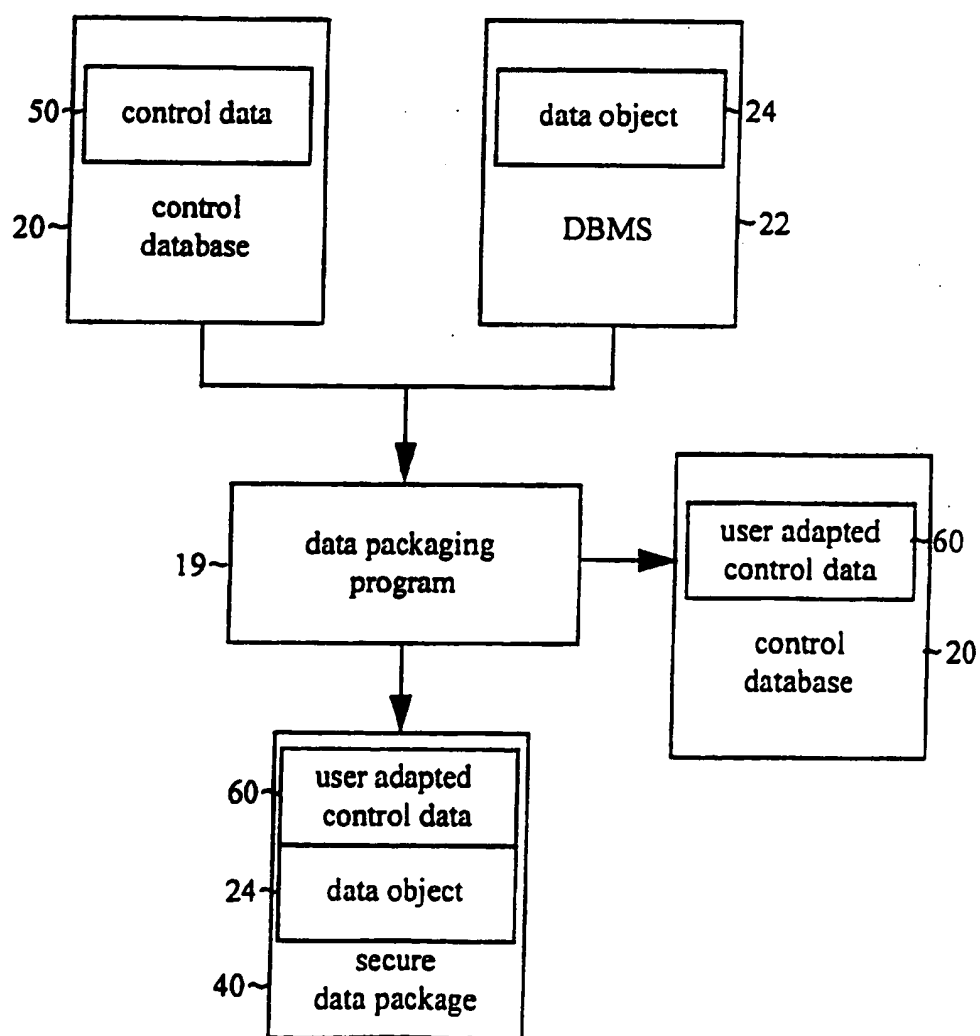 50
control data
20
control
database
data object
24
DBMS
22
19
data packaging
program
user adapted
control data
60
control
database
20
60
user adapted
control data
24
data object
40
secure
data package